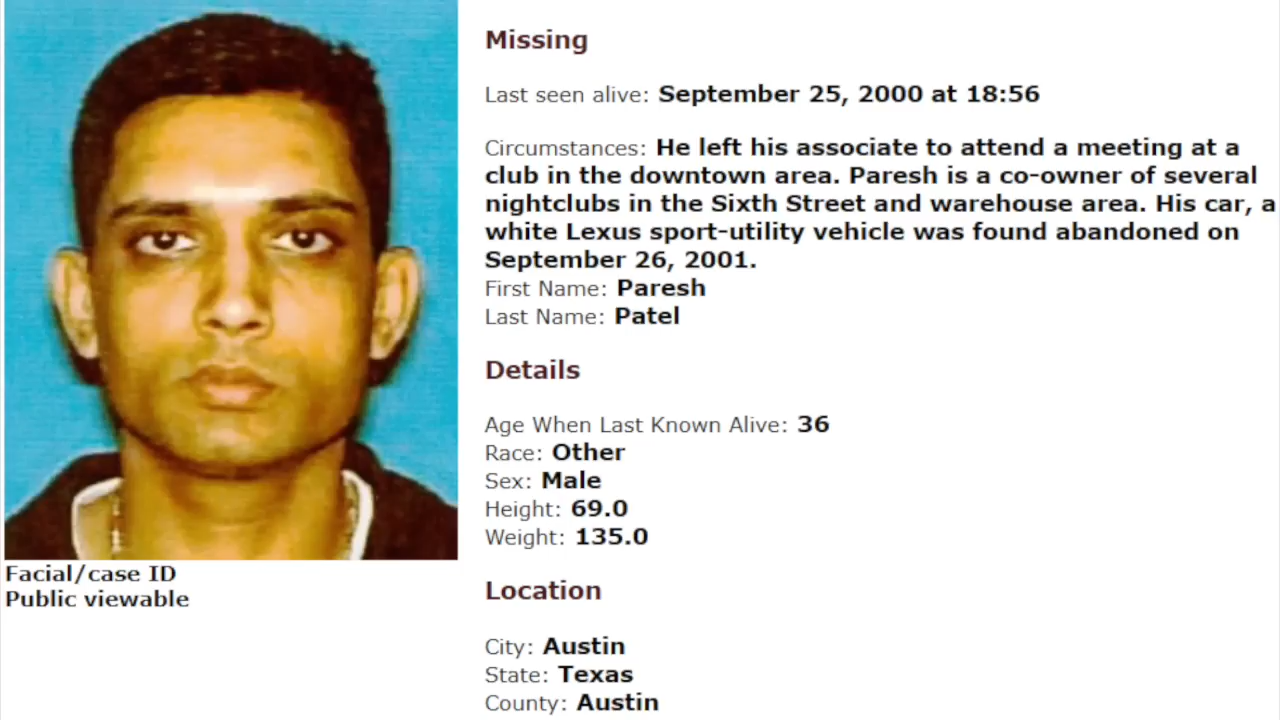 Missing
Last seen alive: September 25, 2000 at 18:56
Circumstances: He left his associate to attend a meeting at a
club in the downtown area. Paresh is a co-owner of several
nightclubs in the Sixth Street and warehouse area. His car, a
white Lexus sport-utility vehicle was found abandoned on
September 26, 2001.
First Name: Paresh
Last Name: Patel
Details
Age When Last Known Alive: 36
Race: Other
Sex: Male
Height: 69.0
Weight: 135.0
Location
City: Austin
State: Texas
County: Austin
Facial/case ID
Public viewable